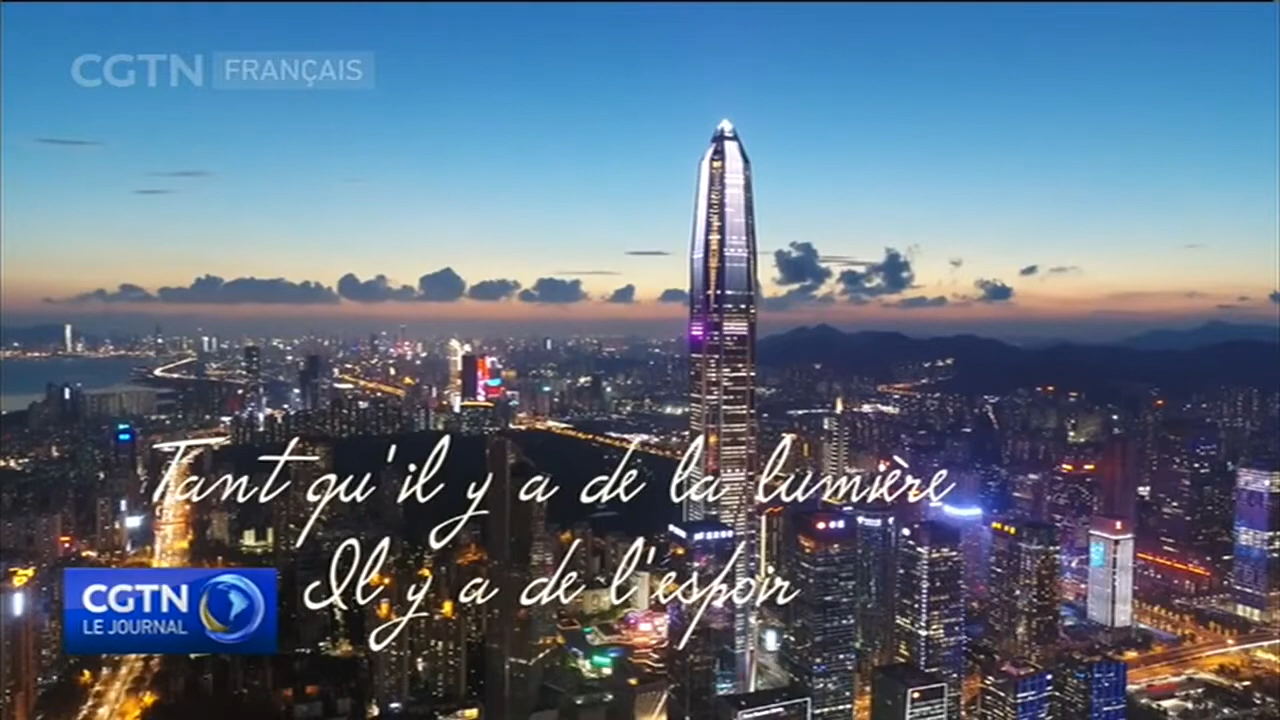 CGTN FRANÇAIS
Tant qu'il y a de la lumière
Il y a de l'espoir
CGTN
LE JOURNAL